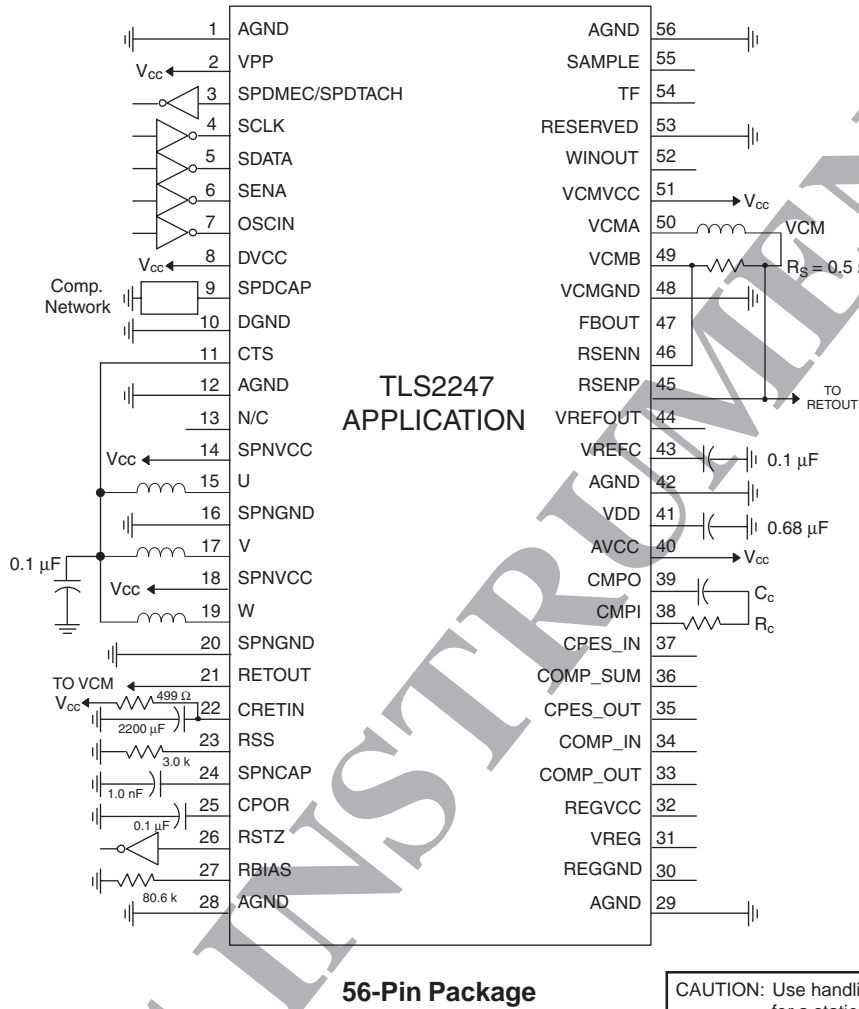 1 AGND
Vcc 2 VPP
3 SPDMEC/SPDTACH
4 SCLK
5 SDATA
6 SENA
7 OSCIN
Vcc 8 DVCC
Comp.
Network
9 SPDCAP
10 DGND
11 CTS
12 AGND
13 N/C
Vcc 14 SPNVCC
15 U
16 SPNGND
17 V
0.1 µF
Vcc 18 SPNVCC
19 W
20 SPNGND
TO VCM 21 RETOUT
Vcc 499 Ω
22 CRETIN
2200 µF
23 RSS
3.0 k
24 SPNCAP
1.0 nF
25 CPOR
0.1 µF
26 RSTZ
27 RBIAS
80.6 k
28 AGND
TLS2247
APPLICATION
AGND 56
SAMPLE 55
TF 54
RESERVED 53
WINOUT 52
VCMVCC 51 Vcc
VCMA 50 VCM
VCMB 49 RS = 0.5
VCMGND 48
FBOUT 47
RSENN 46
RSENP 45
TO
RETOUT
VREFOUT 44
VREFC 43 0.1 µF
AGND 42
VDD 41 0.68 µF
AVCC 40 Vcc
CMPO 39 Cc
CMPI 38 Rc
CPES_IN 37
COMP_SUM 36
CPES_OUT 35
COMP_IN 34
COMP_OUT 33
REGVCC 32
VREG 31
REGGND 30
AGND 29
56-Pin Package
CAUTION: Use handli
INSTRUMEN